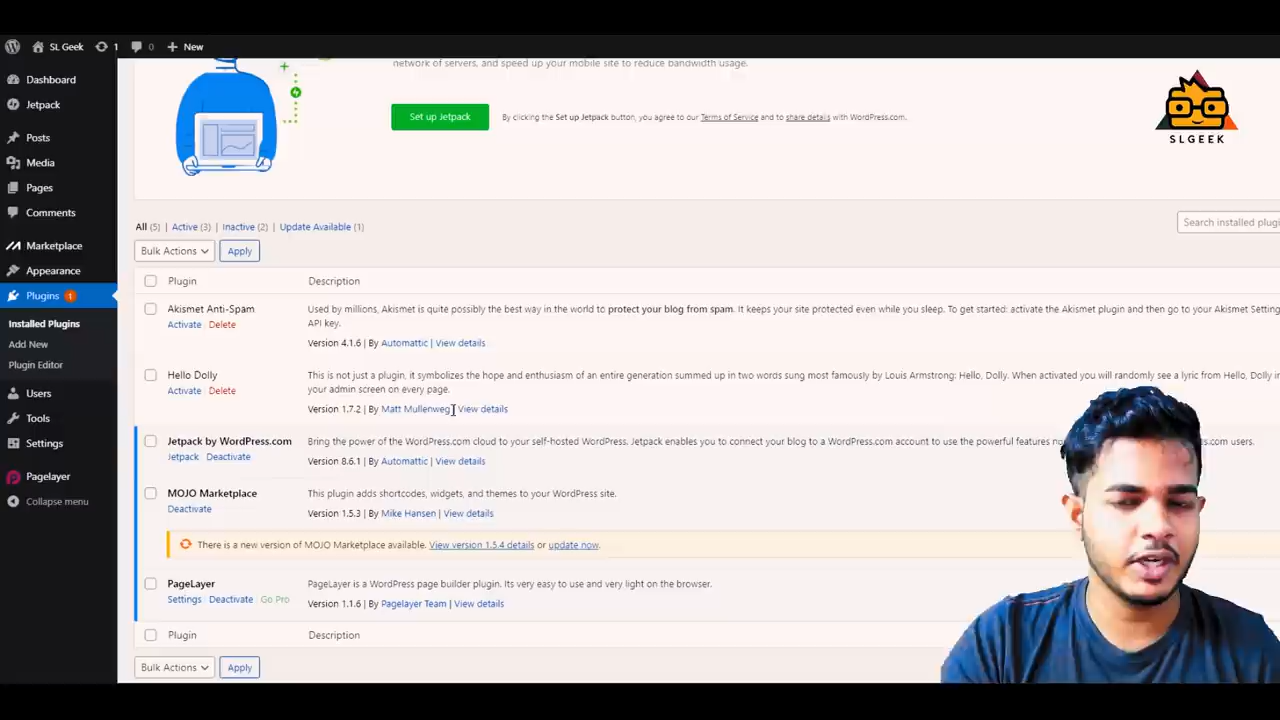 SL Geek 1 0 New
Dashboard
Jetpack
Posts
Media
Pages
Comments
Marketplace
Appearance
Plugins 1
Installed Plugins
Add New
Plugin Editor
Users
Tools
Settings
Pagelayer
Collapse menu
network of servers, and speed up your mobile site to reduce bandwidth usage.
Set up Jetpack
By clicking the Set up Jetpack button, you agree to our Terms of Service and to share details with WordPress.com.
SLGEEK
All (5) | Active (3) | Inactive (2) | Update Available (1)
Search installed plugi
Bulk Actions Apply
Plugin Description
Akismet Anti-Spam
Activate | Delete
Used by millions, Akismet is quite possibly the best way in the world to protect your blog from spam. It keeps your site protected even while you sleep. To get started: activate the Akismet plugin and then go to your Akismet Setting
API key.
Version 4.1.6 | By Automattic | View details
Hello Dolly
Activate | Delete
This is not just a plugin, it symbolizes the hope and enthusiasm of an entire generation summed up in two words sung most famously by Louis Armstrong: Hello, Dolly. When activated you will randomly see a lyric from Hello, Dolly in
your admin screen on every page.
Version 1.7.2 | By Matt Mullenweg | View details
Jetpack by WordPress.com
Jetpack | Deactivate
Bring the power of the WordPress.com cloud to your self-hosted WordPress. Jetpack enables you to connect your blog to a WordPress.com account to use the powerful features no s.com users.
Version 8.6.1 | By Automattic | View details
MOJO Marketplace
Deactivate
This plugin adds shortcodes, widgets, and themes to your WordPress site.
Version 1.5.3 | By Mike Hansen | View details
There is a new version of MOJO Marketplace available. View version 1.5.4 details or update now.
PageLayer
Settings | Deactivate | Go Pro
PageLayer is a WordPress page builder plugin. Its very easy to use and very light on the browser.
Version 1.1.6 | By Pagelayer Team | View details
Plugin Description
Bulk Actions Apply